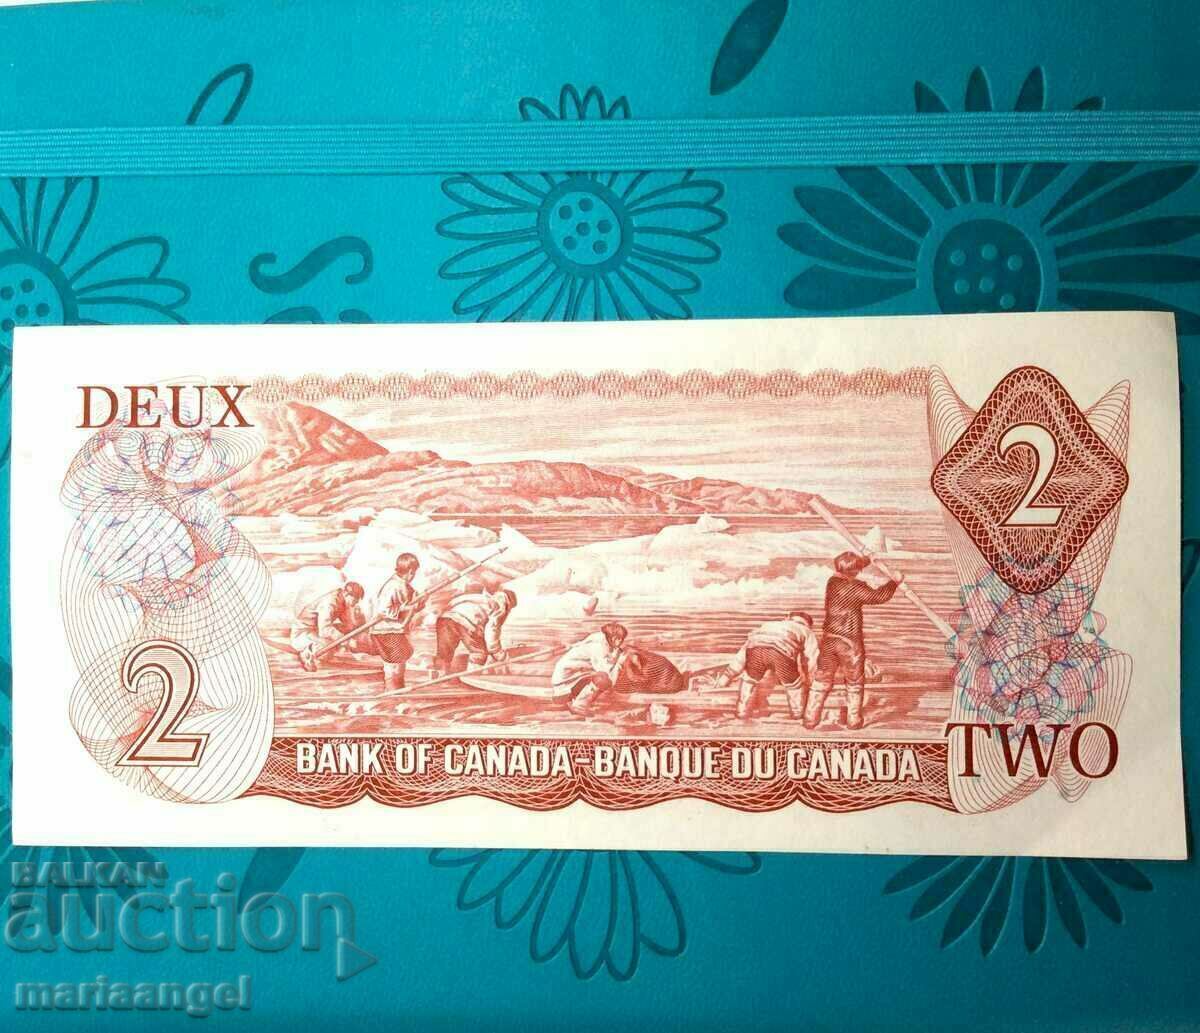 DEUX
2
2
BANK OF CANADA–BANQUE DU CANADA
TWO
BALKAN
auction
mariaangel